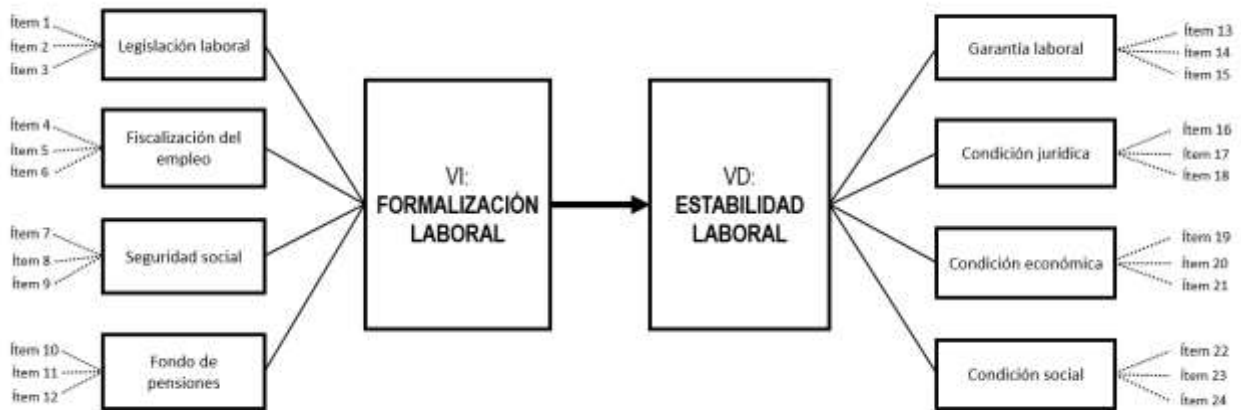 Ítem 1
Ítem 2
Ítem 3
Legislación laboral
Ítem 4
Ítem 5
Ítem 6
Fiscalización del
empleo
Ítem 7
Ítem 8
Ítem 9
Seguridad social
Ítem 10
Ítem 11
Ítem 12
Fondo de
pensiones
VI:
FORMALIZACIÓN
LABORAL
VD:
ESTABILIDAD
LABORAL
Garantía laboral
Ítem 13
Ítem 14
Ítem 15
Condición jurídica
Ítem 16
Ítem 17
Ítem 18
Condición económica
Ítem 19
Ítem 20
Ítem 21
Condición social
Ítem 22
Ítem 23
Ítem 24